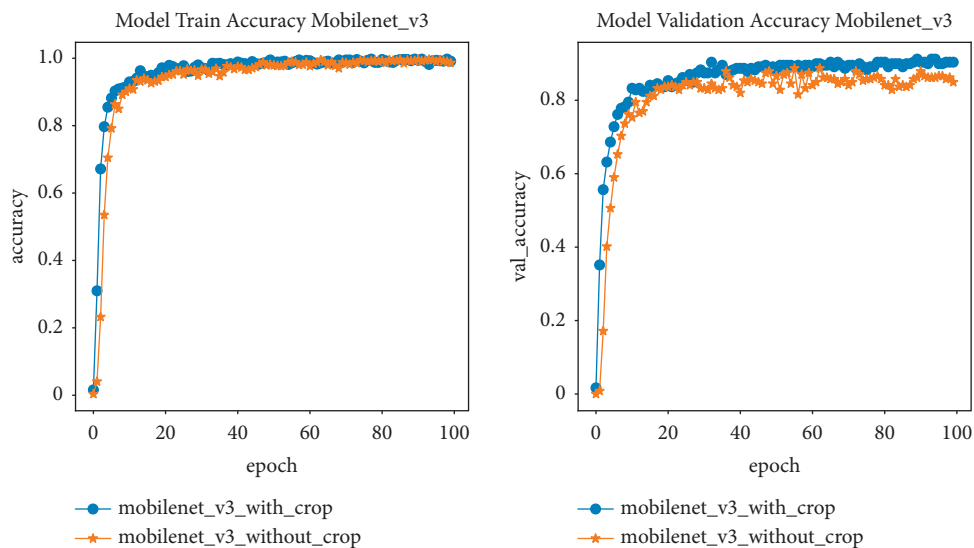 Model Train Accuracy Mobilenet_v3
1.0
0.8
0.6
0.4
0.2
0
accuracy
0 20 40 60 80 100
epoch
mobilenet_v3_with_crop
mobilenet_v3_without_crop
Model Validation Accuracy Mobilenet_v3
0.8
0.6
0.4
0.2
0
val_accuracy
0 20 40 60 80 100
epoch
mobilenet_v3_with_crop
mobilenet_v3_without_crop